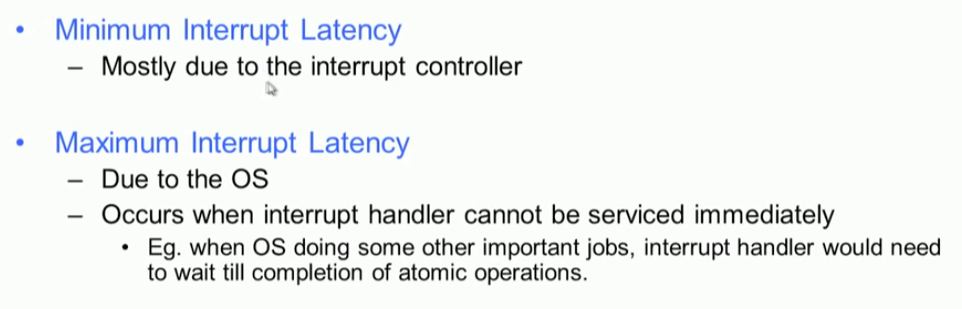 • Minimum Interrupt Latency
– Mostly due to the interrupt controller
• Maximum Interrupt Latency
– Due to the OS
– Occurs when interrupt handler cannot be serviced immediately
• Eg. when OS doing some other important jobs, interrupt handler would need
to wait till completion of atomic operations.